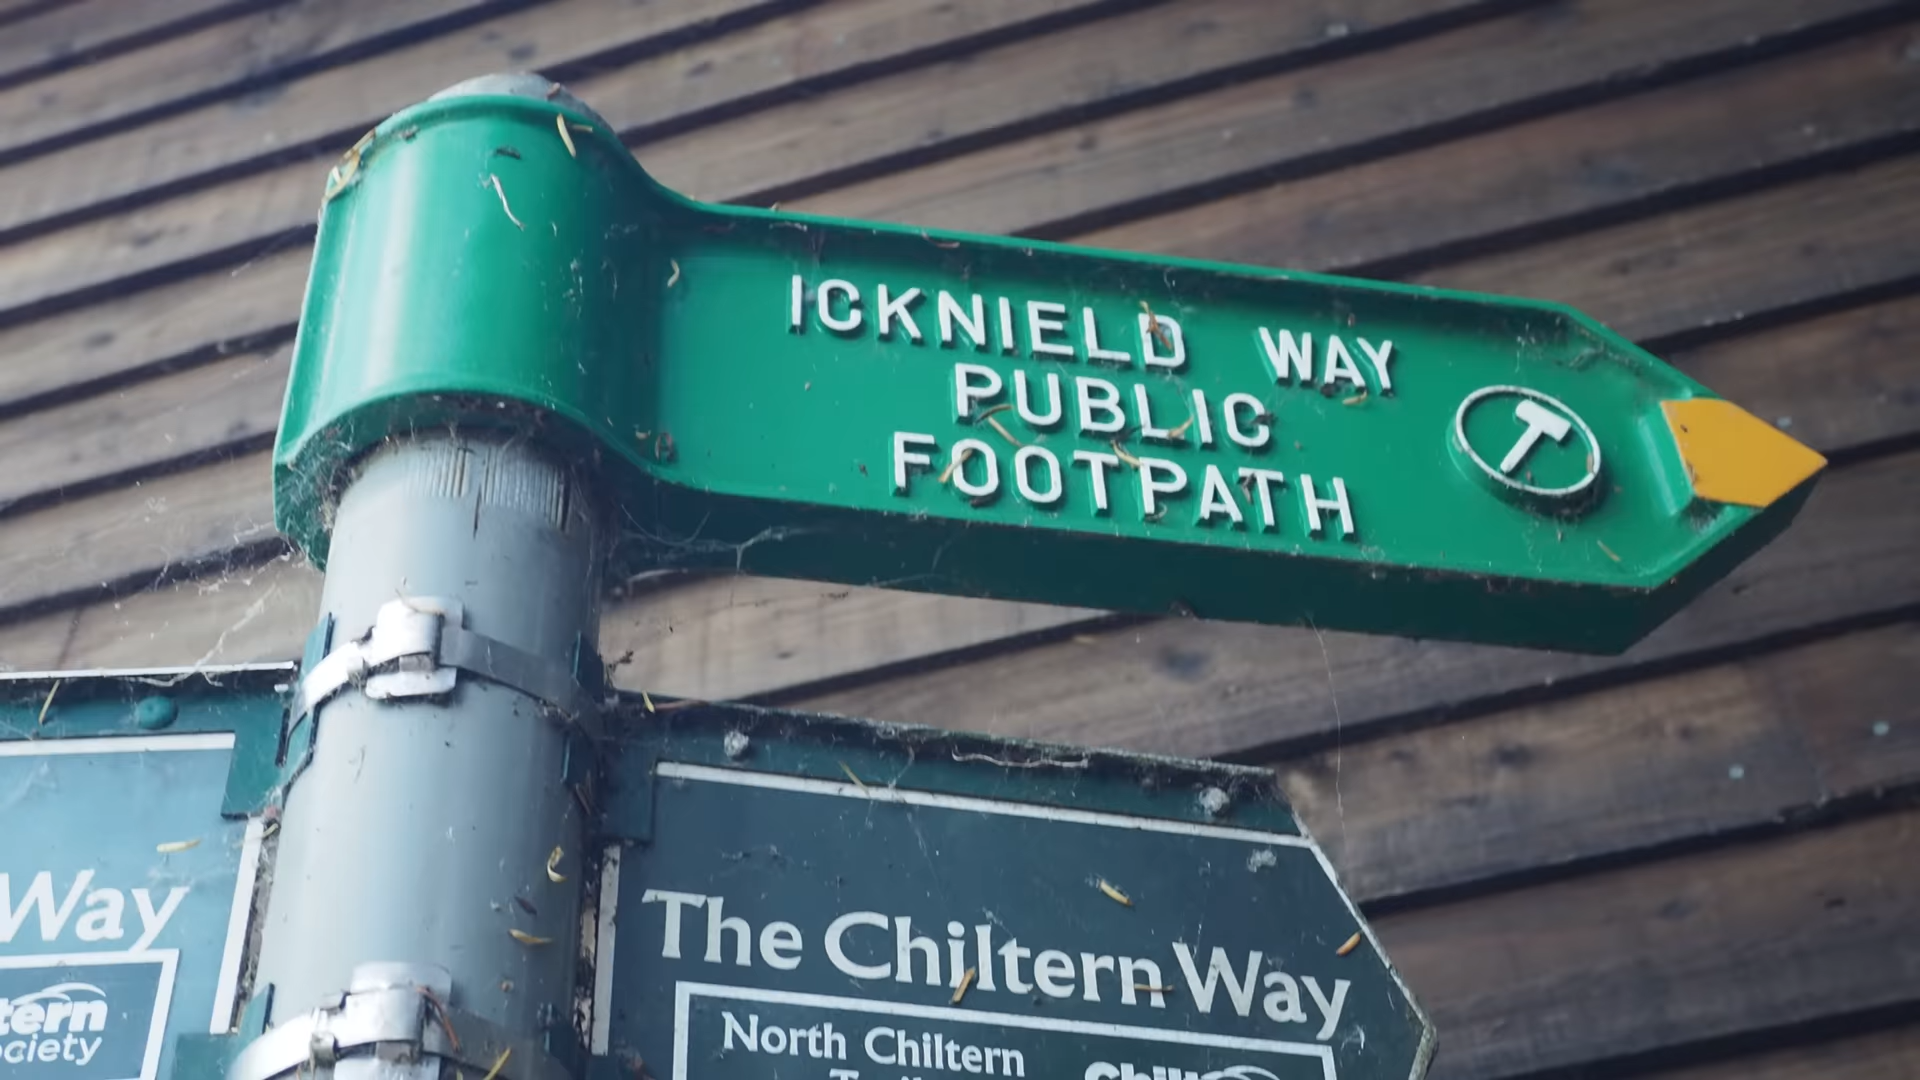 ICKNIELD WAY
PUBLIC
FOOTPATH
Way
The Chiltern Way
North Chiltern